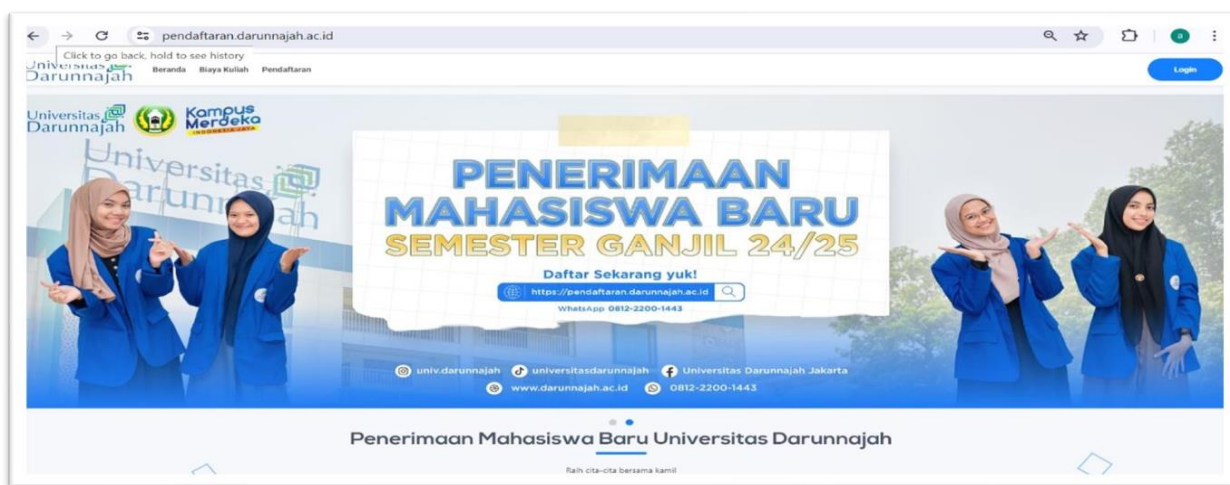 pendaftaran.darunnajah.ac.id
Click to go back, hold to see history
Universitas
Darunnajah
Beranda Biaya Kuliah Pendaftaran
Login
Universitas
Darunnajah
Kampus
Merdeka
INDONESIA JAYA
Universitas
Darunnajah
PENERIMAAN
MAHASISWA BARU
SEMESTER GANJIL 24/25
Daftar Sekarang yuk!
https://pendaftaran.darunnajah.ac.id
WhatsApp 0812-2200-1443
univ.darunnajah universitasdarunnajah Universitas Darunnajah Jakarta
www.darunnajah.ac.id 0812-2200-1443
Penerimaan Mahasiswa Baru Universitas Darunnajah
Raih cita-cita bersama kami!